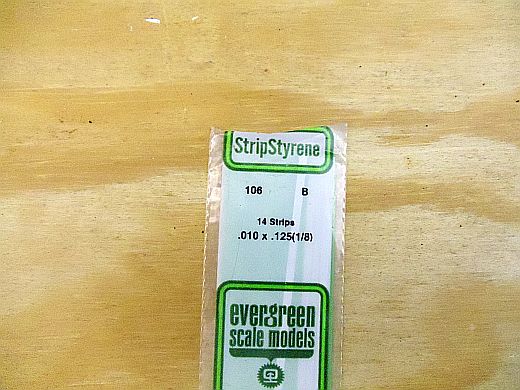 StripStyrene
106 B
14 Strips
.010 x .125(1/8)
evergreen
scale models